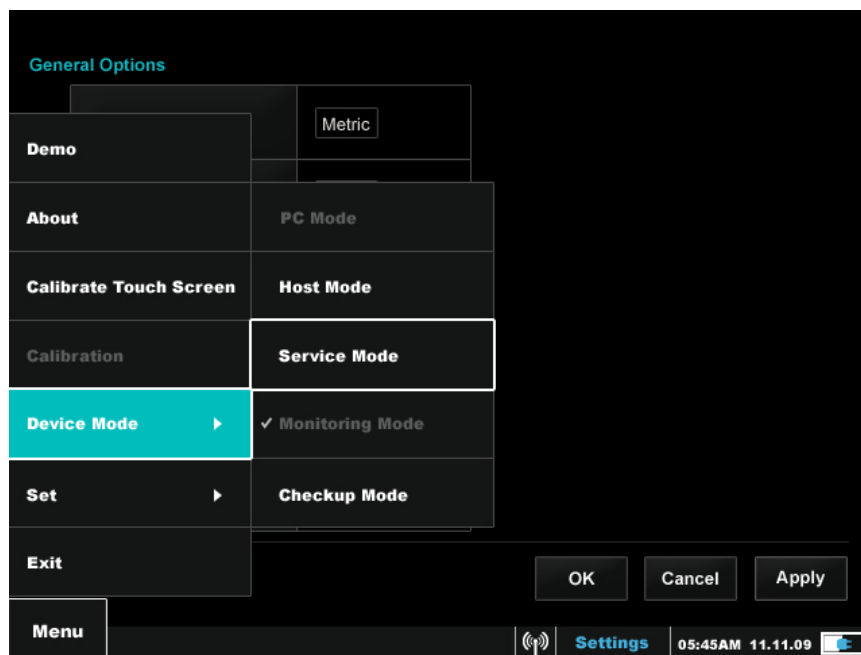 General Options
Metric
Demo
About
PC Mode
Calibrate Touch Screen
Host Mode
Calibration
Service Mode
Device Mode
✓ Monitoring Mode
Set
Checkup Mode
Exit
OK
Cancel
Apply
Menu
Settings
05:45AM 11.11.09